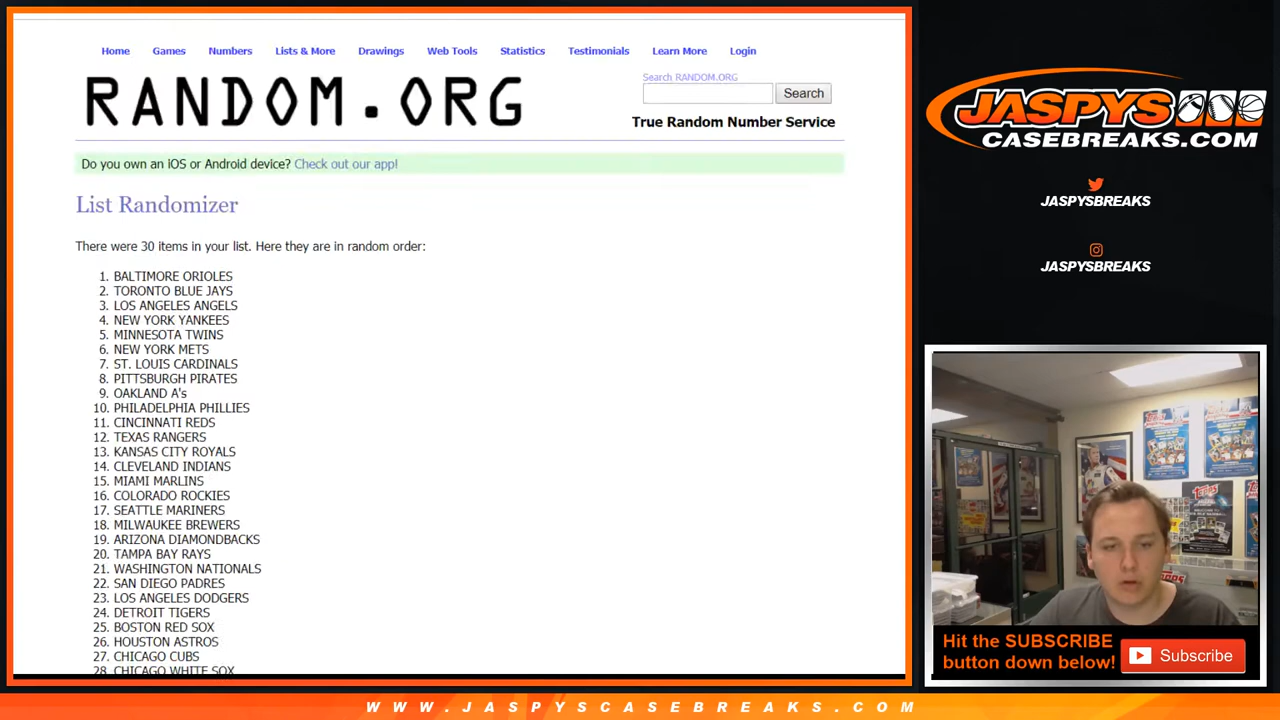 Home Games Numbers Lists & More Drawings Web Tools Statistics Testimonials Learn More Login
RANDOM.ORG
Search RANDOM.ORG
Search
True Random Number Service
Do you own an iOS or Android device? Check out our app!
List Randomizer
There were 30 items in your list. Here they are in random order:
1. BALTIMORE ORIOLES
2. TORONTO BLUE JAYS
3. LOS ANGELES ANGELS
4. NEW YORK YANKEES
5. MINNESOTA TWINS
6. NEW YORK METS
7. ST. LOUIS CARDINALS
8. PITTSBURGH PIRATES
9. OAKLAND A's
10. PHILADELPHIA PHILLIES
11. CINCINNATI REDS
12. TEXAS RANGERS
13. KANSAS CITY ROYALS
14. CLEVELAND INDIANS
15. MIAMI MARLINS
16. COLORADO ROCKIES
17. SEATTLE MARINERS
18. MILWAUKEE BREWERS
19. ARIZONA DIAMONDBACKS
20. TAMPA BAY RAYS
21. WASHINGTON NATIONALS
22. SAN DIEGO PADRES
23. LOS ANGELES DODGERS
24. DETROIT TIGERS
25. BOSTON RED SOX
26. HOUSTON ASTROS
27. CHICAGO CUBS
28. CHICAGO WHITE SOX
JASPYS
CASEBREAKS.COM
JASPYSBREAKS
JASPYSBREAKS
TOPPS
Hit the SUBSCRIBE
button down below!
Subscribe
WWW.JASPYSCASEBREAKS.COM